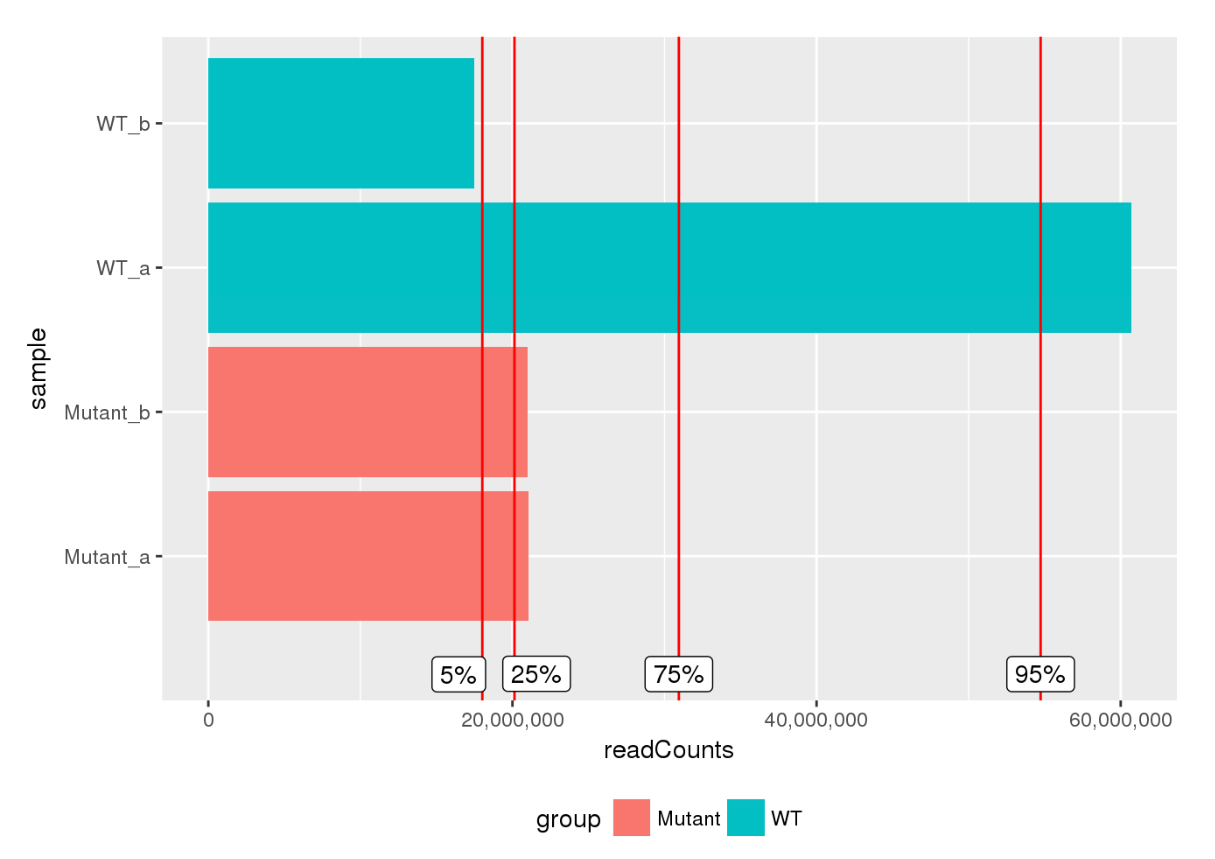 WT_b
WT_a
sample
Mutant_b
Mutant_a
5% 25% 75% 95%
0 20,000,000 40,000,000 60,000,000
readCounts
group Mutant WT